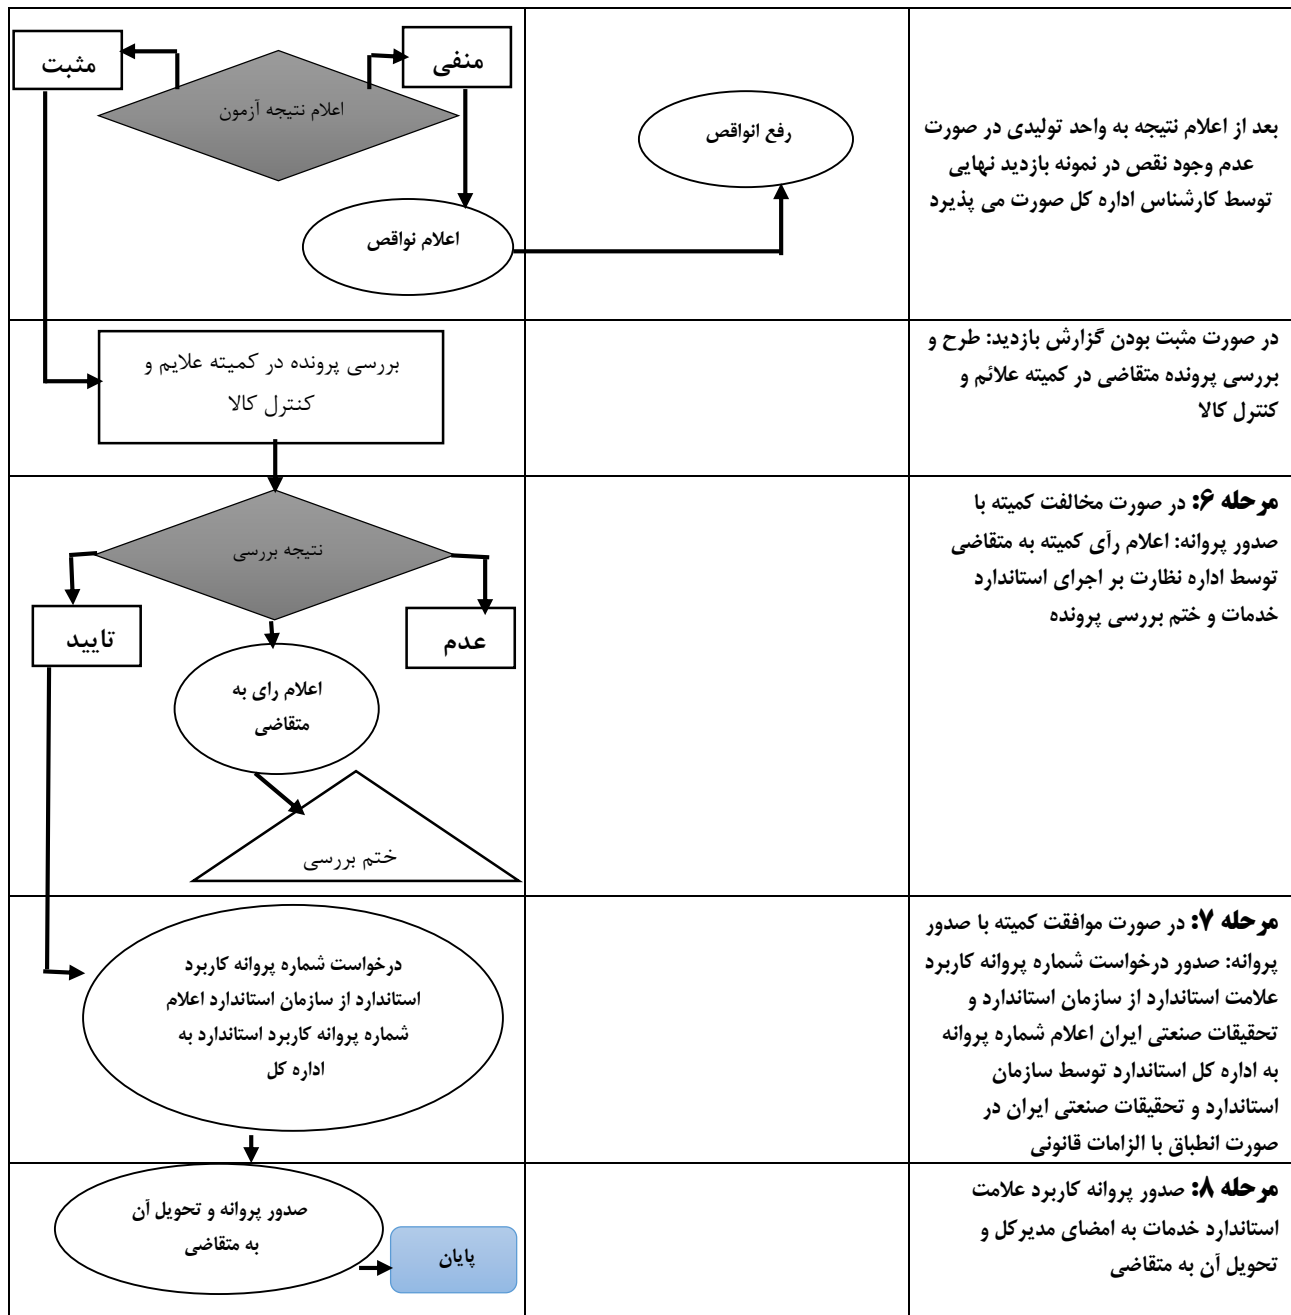 بعد از اعلام نتیجه به واحد تولیدی در صورت
عدم وجود نقص در نمونه بازدید نهایی
توسط کارشناس اداره کل صورت می پذیرد
رفع انواقص
منفی
مثبت
اعلام نتیجه آزمون
اعلام نواقص
در صورت مثبت بودن گزارش بازدید: طرح و
بررسی پرونده متقاضی در کمیته علائم و
کنترل کالا
بررسی پرونده در کمیته علایم و
کنترل کالا
مرحله ۶: در صورت مخالفت کمیته با
صدور پروانه: اعلام رآی کمیته به متقاضی
توسط اداره نظارت بر اجرای استاندارد
خدمات و ختم بررسی پرونده
نتیجه بررسی
عدم
تایید
اعلام رای به
متقاضی
ختم بررسی
مرحله ۷: در صورت موافقت کمیته با صدور
پروانه: صدور درخواست شماره پروانه کاربرد
علامت استاندارد از سازمان استاندارد و
تحقیقات صنعتی ایران اعلام شماره پروانه
به اداره کل استاندارد توسط سازمان
استاندارد و تحقیقات صنعتی ایران در
صورت انطباق با الزامات قانونی
درخواست شماره پروانه کاربرد
استاندارد از سازمان استاندارد اعلام
شماره پروانه کاربرد استاندارد به
اداره کل
مرحله ۸: صدور پروانه کاربرد علامت
استاندارد خدمات به امضای مدیرکل و
تحویل آن به متقاضی
صدور پروانه و تحویل آن
به متقاضی
پایان